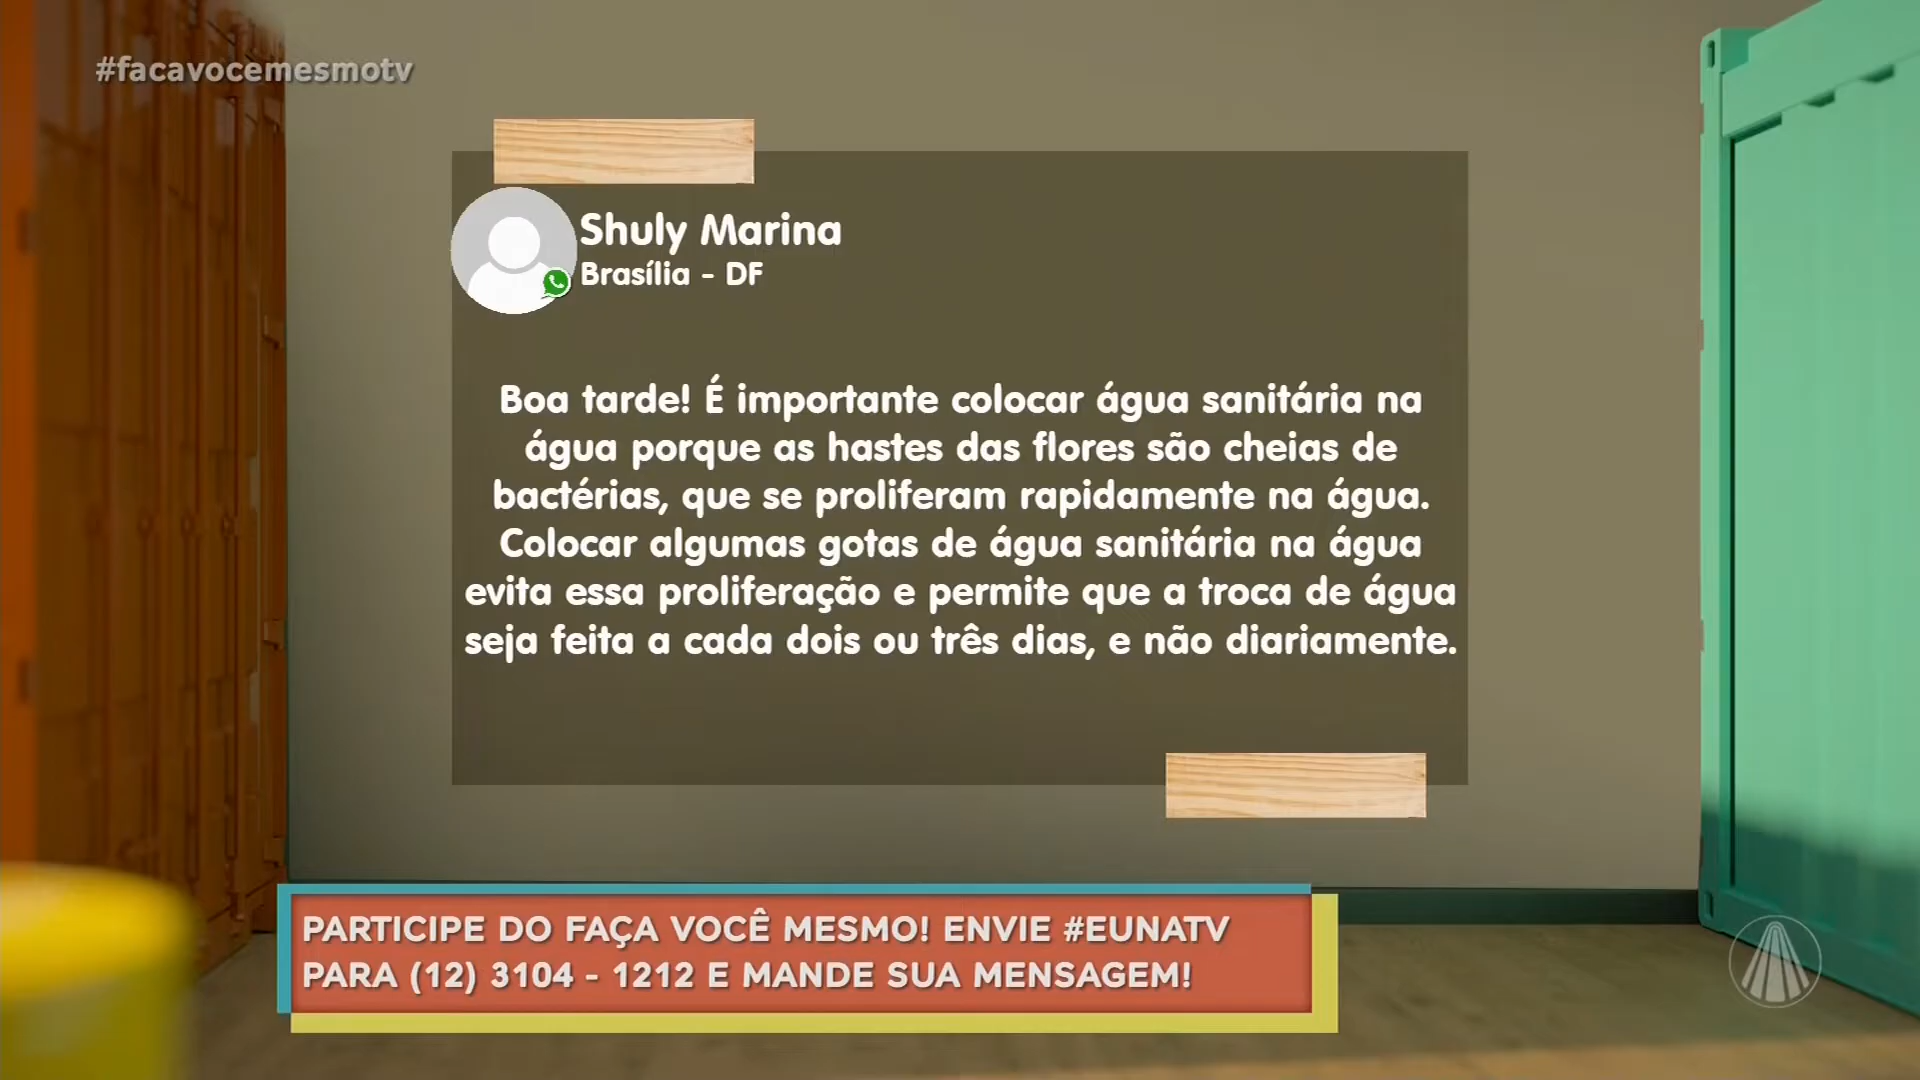 #facavocemesmotv
Shuly Marina
Brasília - DF
Boa tarde! É importante colocar água sanitária na
água porque as hastes das flores são cheias de
bactérias, que se proliferam rapidamente na água.
Colocar algumas gotas de água sanitária na água
evita essa proliferação e permite que a troca de água
seja feita a cada dois ou três dias, e não diariamente.
PARTICIPE DO FAÇA VOCÊ MESMO! ENVIE #EUNATV
PARA (12) 3104 - 1212 E MANDE SUA MENSAGEM!